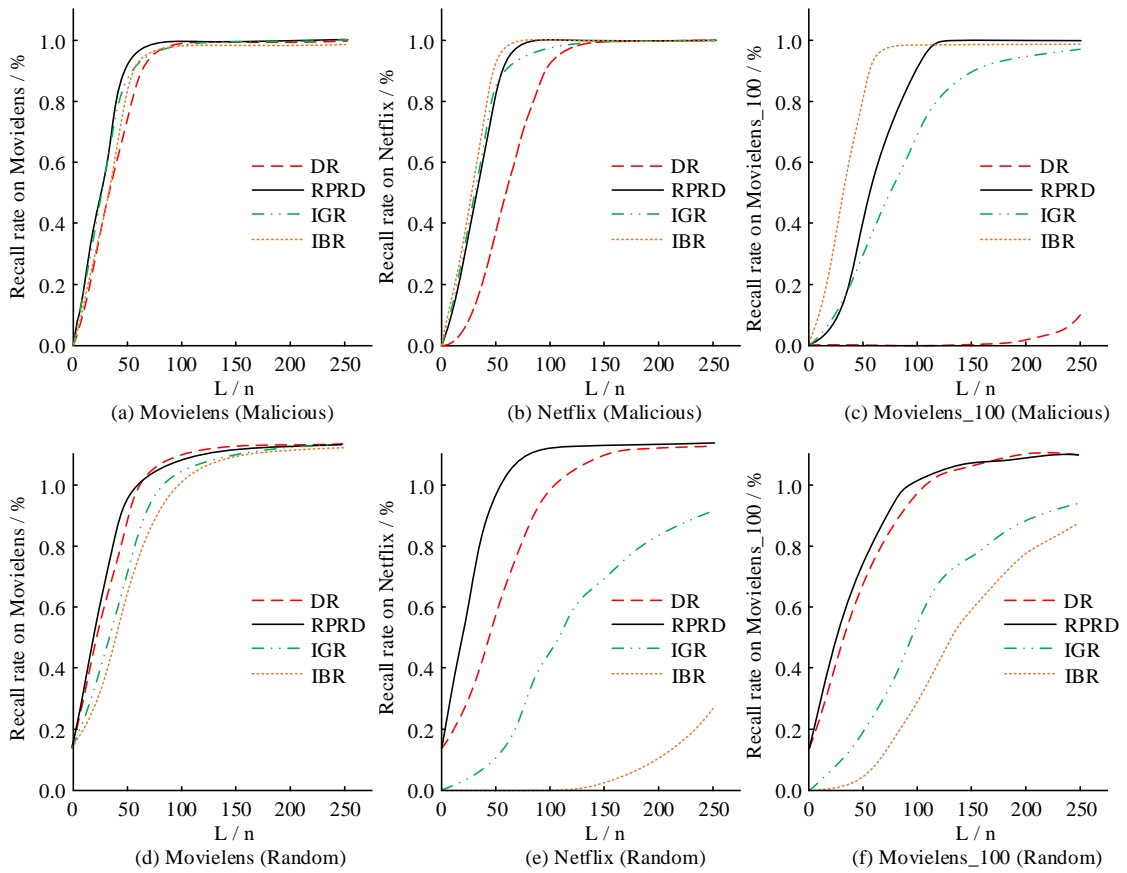 Recall rate on Movielens / %
1.0
0.8
0.6
0.4
0.2
0.0
0 50 100 150 200 250
L / n
DR
RPRD
IGR
IBR
(a) Movielens (Malicious)
Recall rate on Netflix / %
1.0
0.8
0.6
0.4
0.2
0.0
0 50 100 150 200 250
L / n
DR
RPRD
IGR
IBR
(b) Netflix (Malicious)
Recall rate on Movielens_100 / %
1.0
0.8
0.6
0.4
0.2
0.0
0 50 100 150 200 250
L / n
DR
RPRD
IGR
IBR
(c) Movielens_100 (Malicious)
Recall rate on Movielens / %
1.0
0.8
0.6
0.4
0.2
0.0
0 50 100 150 200 250
L / n
DR
RPRD
IGR
IBR
(d) Movielens (Random)
Recall rate on Netflix / %
1.0
0.8
0.6
0.4
0.2
0.0
0 50 100 150 200 250
L / n
DR
RPRD
IGR
IBR
(e) Netflix (Random)
Recall rate on Movielens_100 / %
1.0
0.8
0.6
0.4
0.2
0.0
0 50 100 150 200 250
L / n
DR
RPRD
IGR
IBR
(f) Movielens_100 (Random)